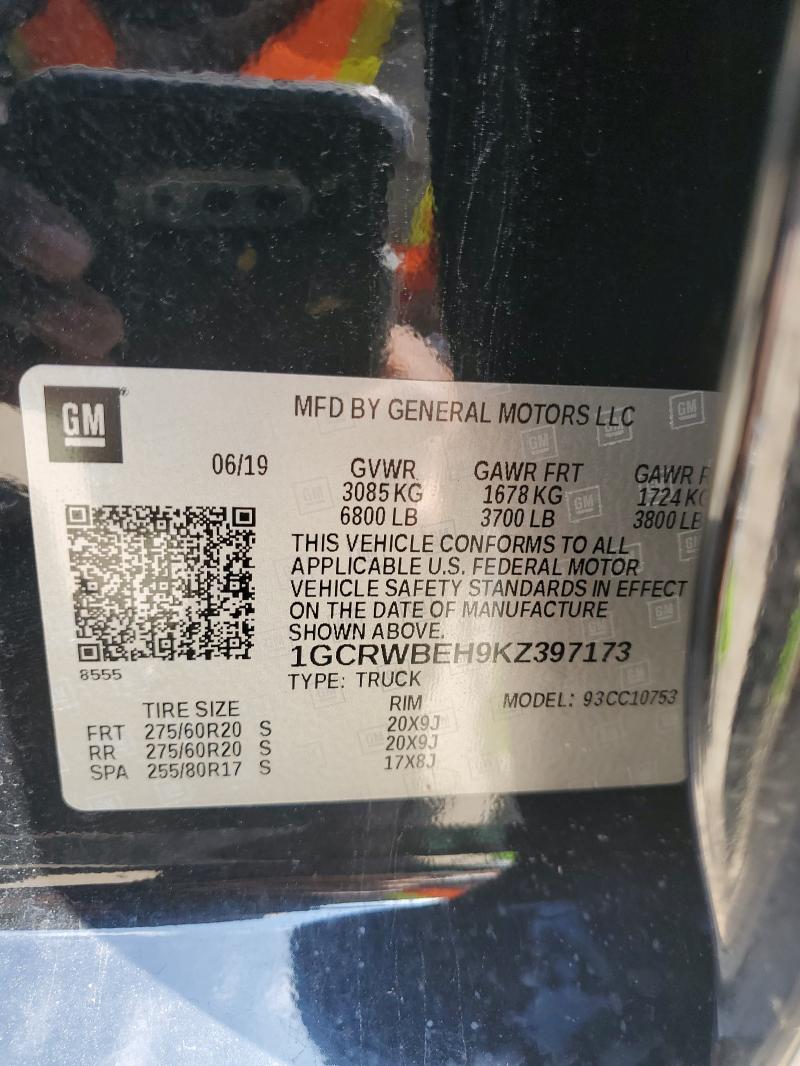 GM
MFD BY GENERAL MOTORS LLC
06/19 GVWR GAWR FRT GAWR
3085 KG 1678 KG 1724 KG
6800 LB 3700 LB 3800 LB
THIS VEHICLE CONFORMS TO ALL
APPLICABLE U.S. FEDERAL MOTOR
VEHICLE SAFETY STANDARDS IN EFFECT
ON THE DATE OF MANUFACTURE
SHOWN ABOVE.
1GCRWBEH9KZ397173
8555
TYPE: TRUCK
TIRE SIZE RIM MODEL: 93CC10753
FRT 275/60R20 S 20X9J
RR 275/60R20 S 20X9J
SPA 255/80R17 S 17X8J